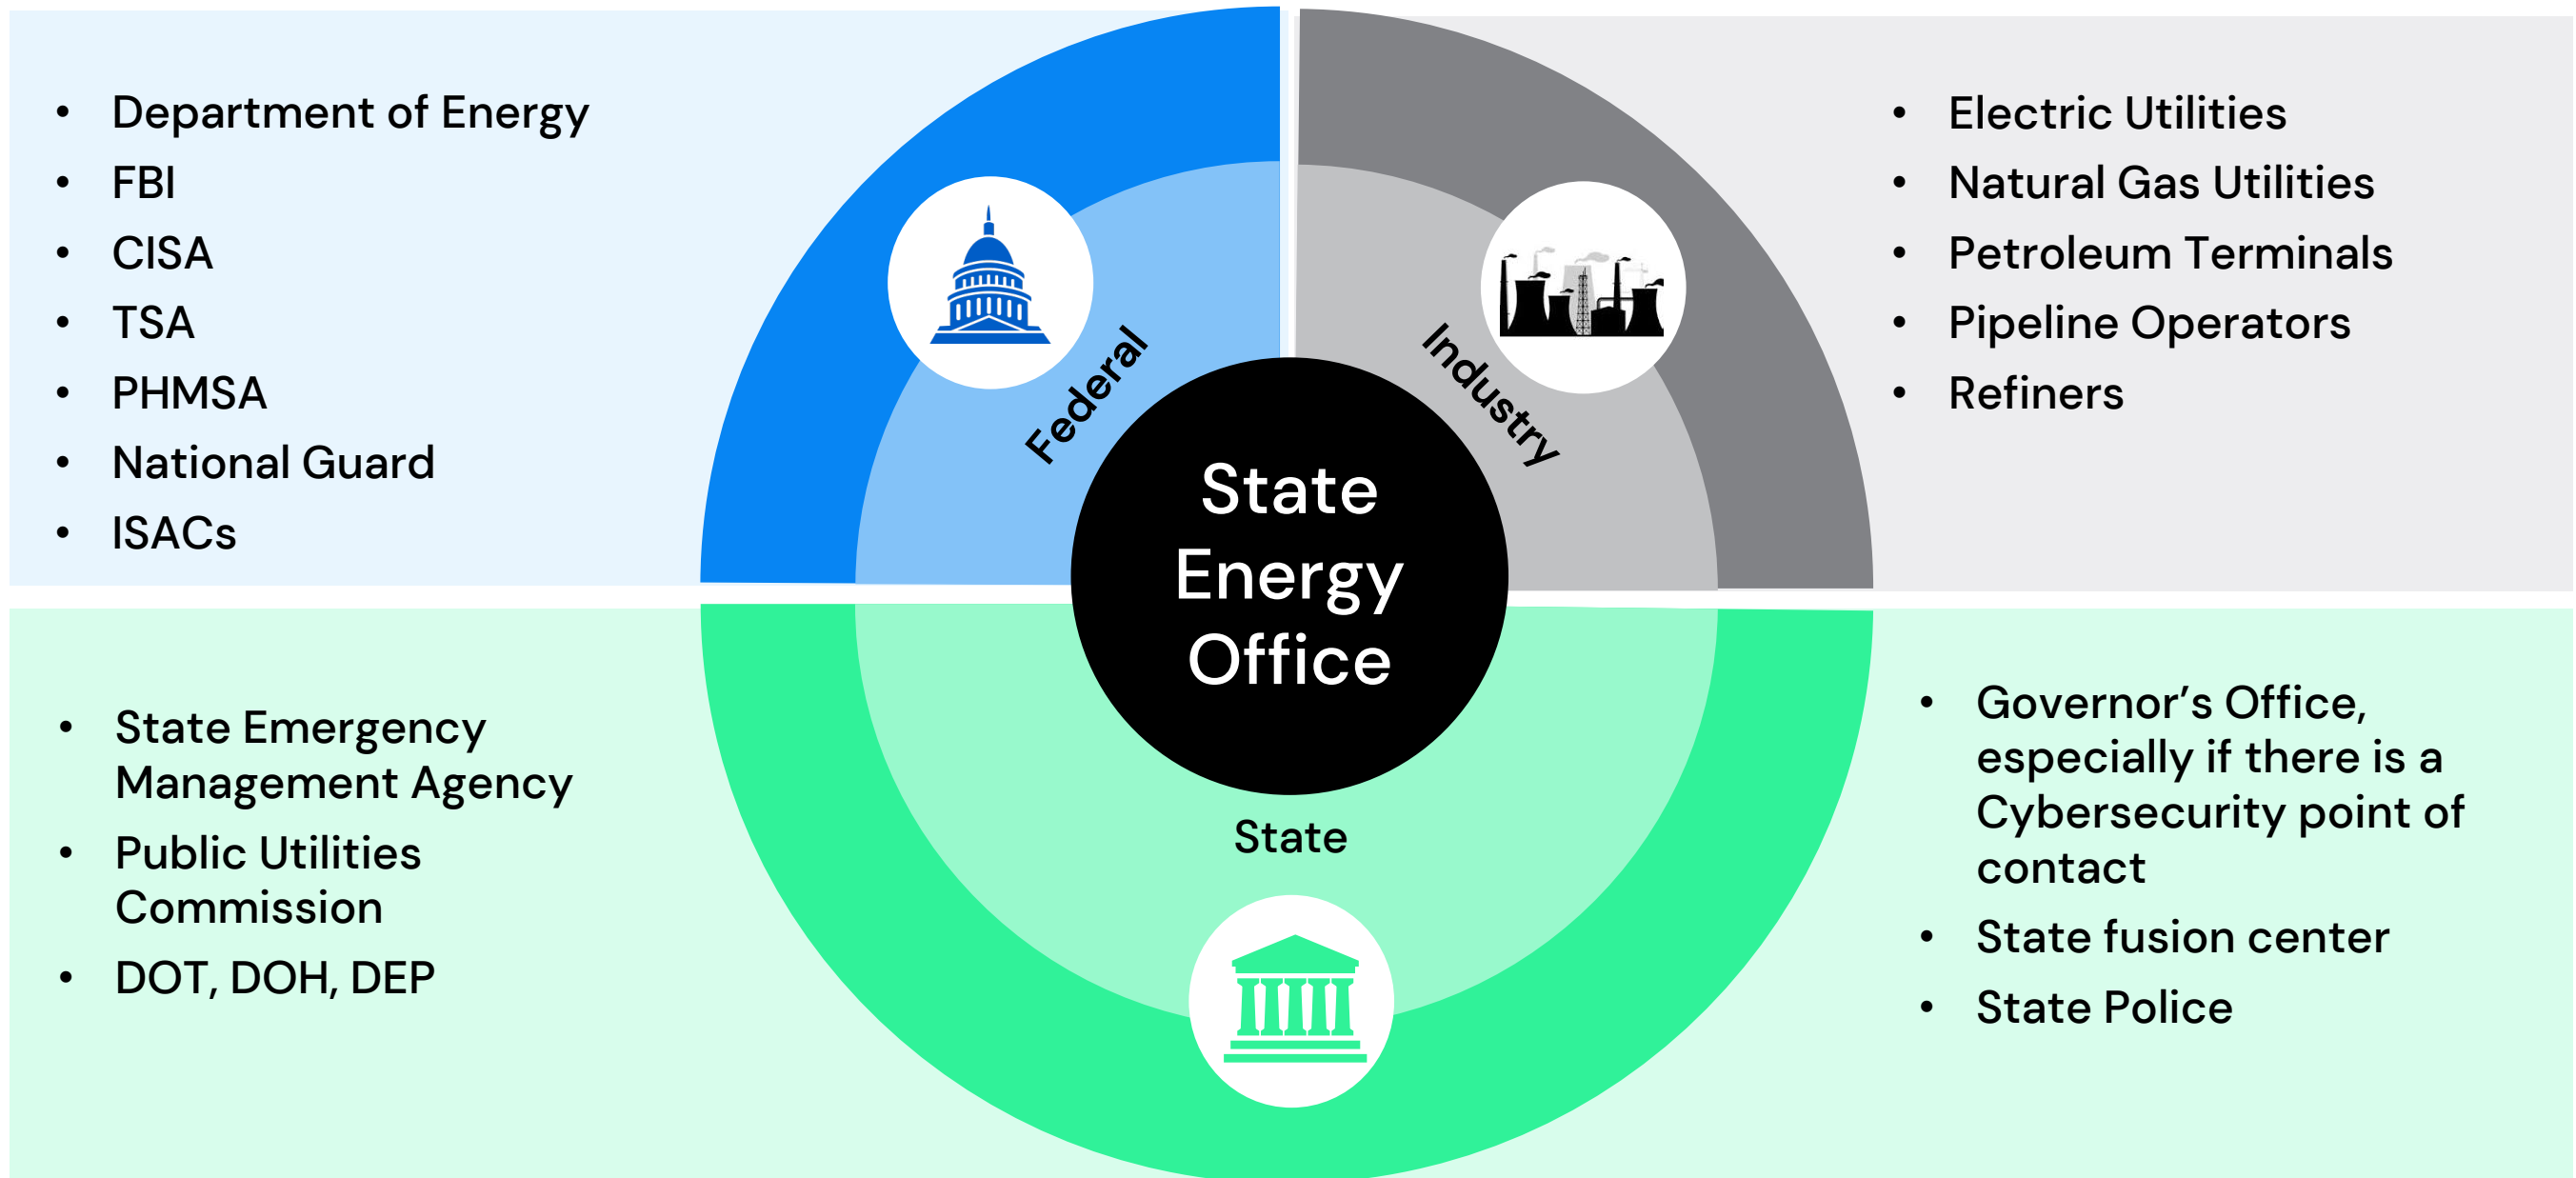 • Department of Energy
• FBI
• CISA
• TSA
• PHMSA
• National Guard
• ISACs
Federal
Industry
• Electric Utilities
• Natural Gas Utilities
• Petroleum Terminals
• Pipeline Operators
• Refiners
State
Energy
Office
• State Emergency
Management Agency
• Public Utilities
Commission
• DOT, DOH, DEP
State
• Governor’s Office,
especially if there is a
Cybersecurity point of
contact
• State fusion center
• State Police